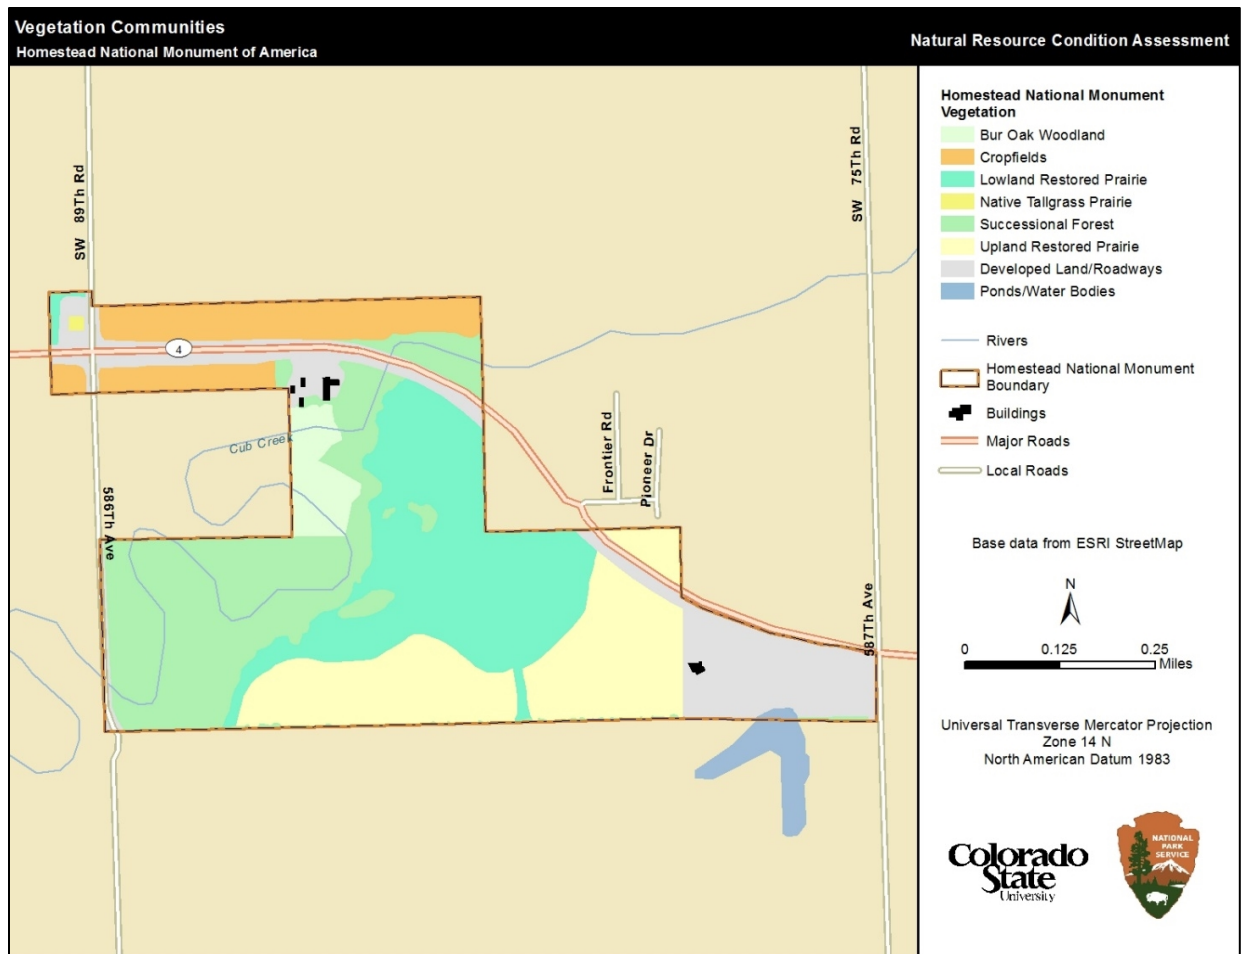 Vegetation Communities
Homestead National Monument of America
Natural Resource Condition Assessment
SW 89Th Rd
SW 75Th Rd
4
Cub Creek
Frontier Rd
Pioneer Dr
586Th Ave
587Th Ave
Homestead National Monument
Vegetation
Bur Oak Woodland
Cropfields
Lowland Restored Prairie
Native Tallgrass Prairie
Successional Forest
Upland Restored Prairie
Developed Land/Roadways
Ponds/Water Bodies
Rivers
Homestead National Monument
Boundary
Buildings
Major Roads
Local Roads
Base data from ESRI StreetMap
N
0 0.125 0.25
Miles
Universal Transverse Mercator Projection
Zone 14 N
North American Datum 1983
Colorado
State
University
NATIONAL
PARK
SERVICE